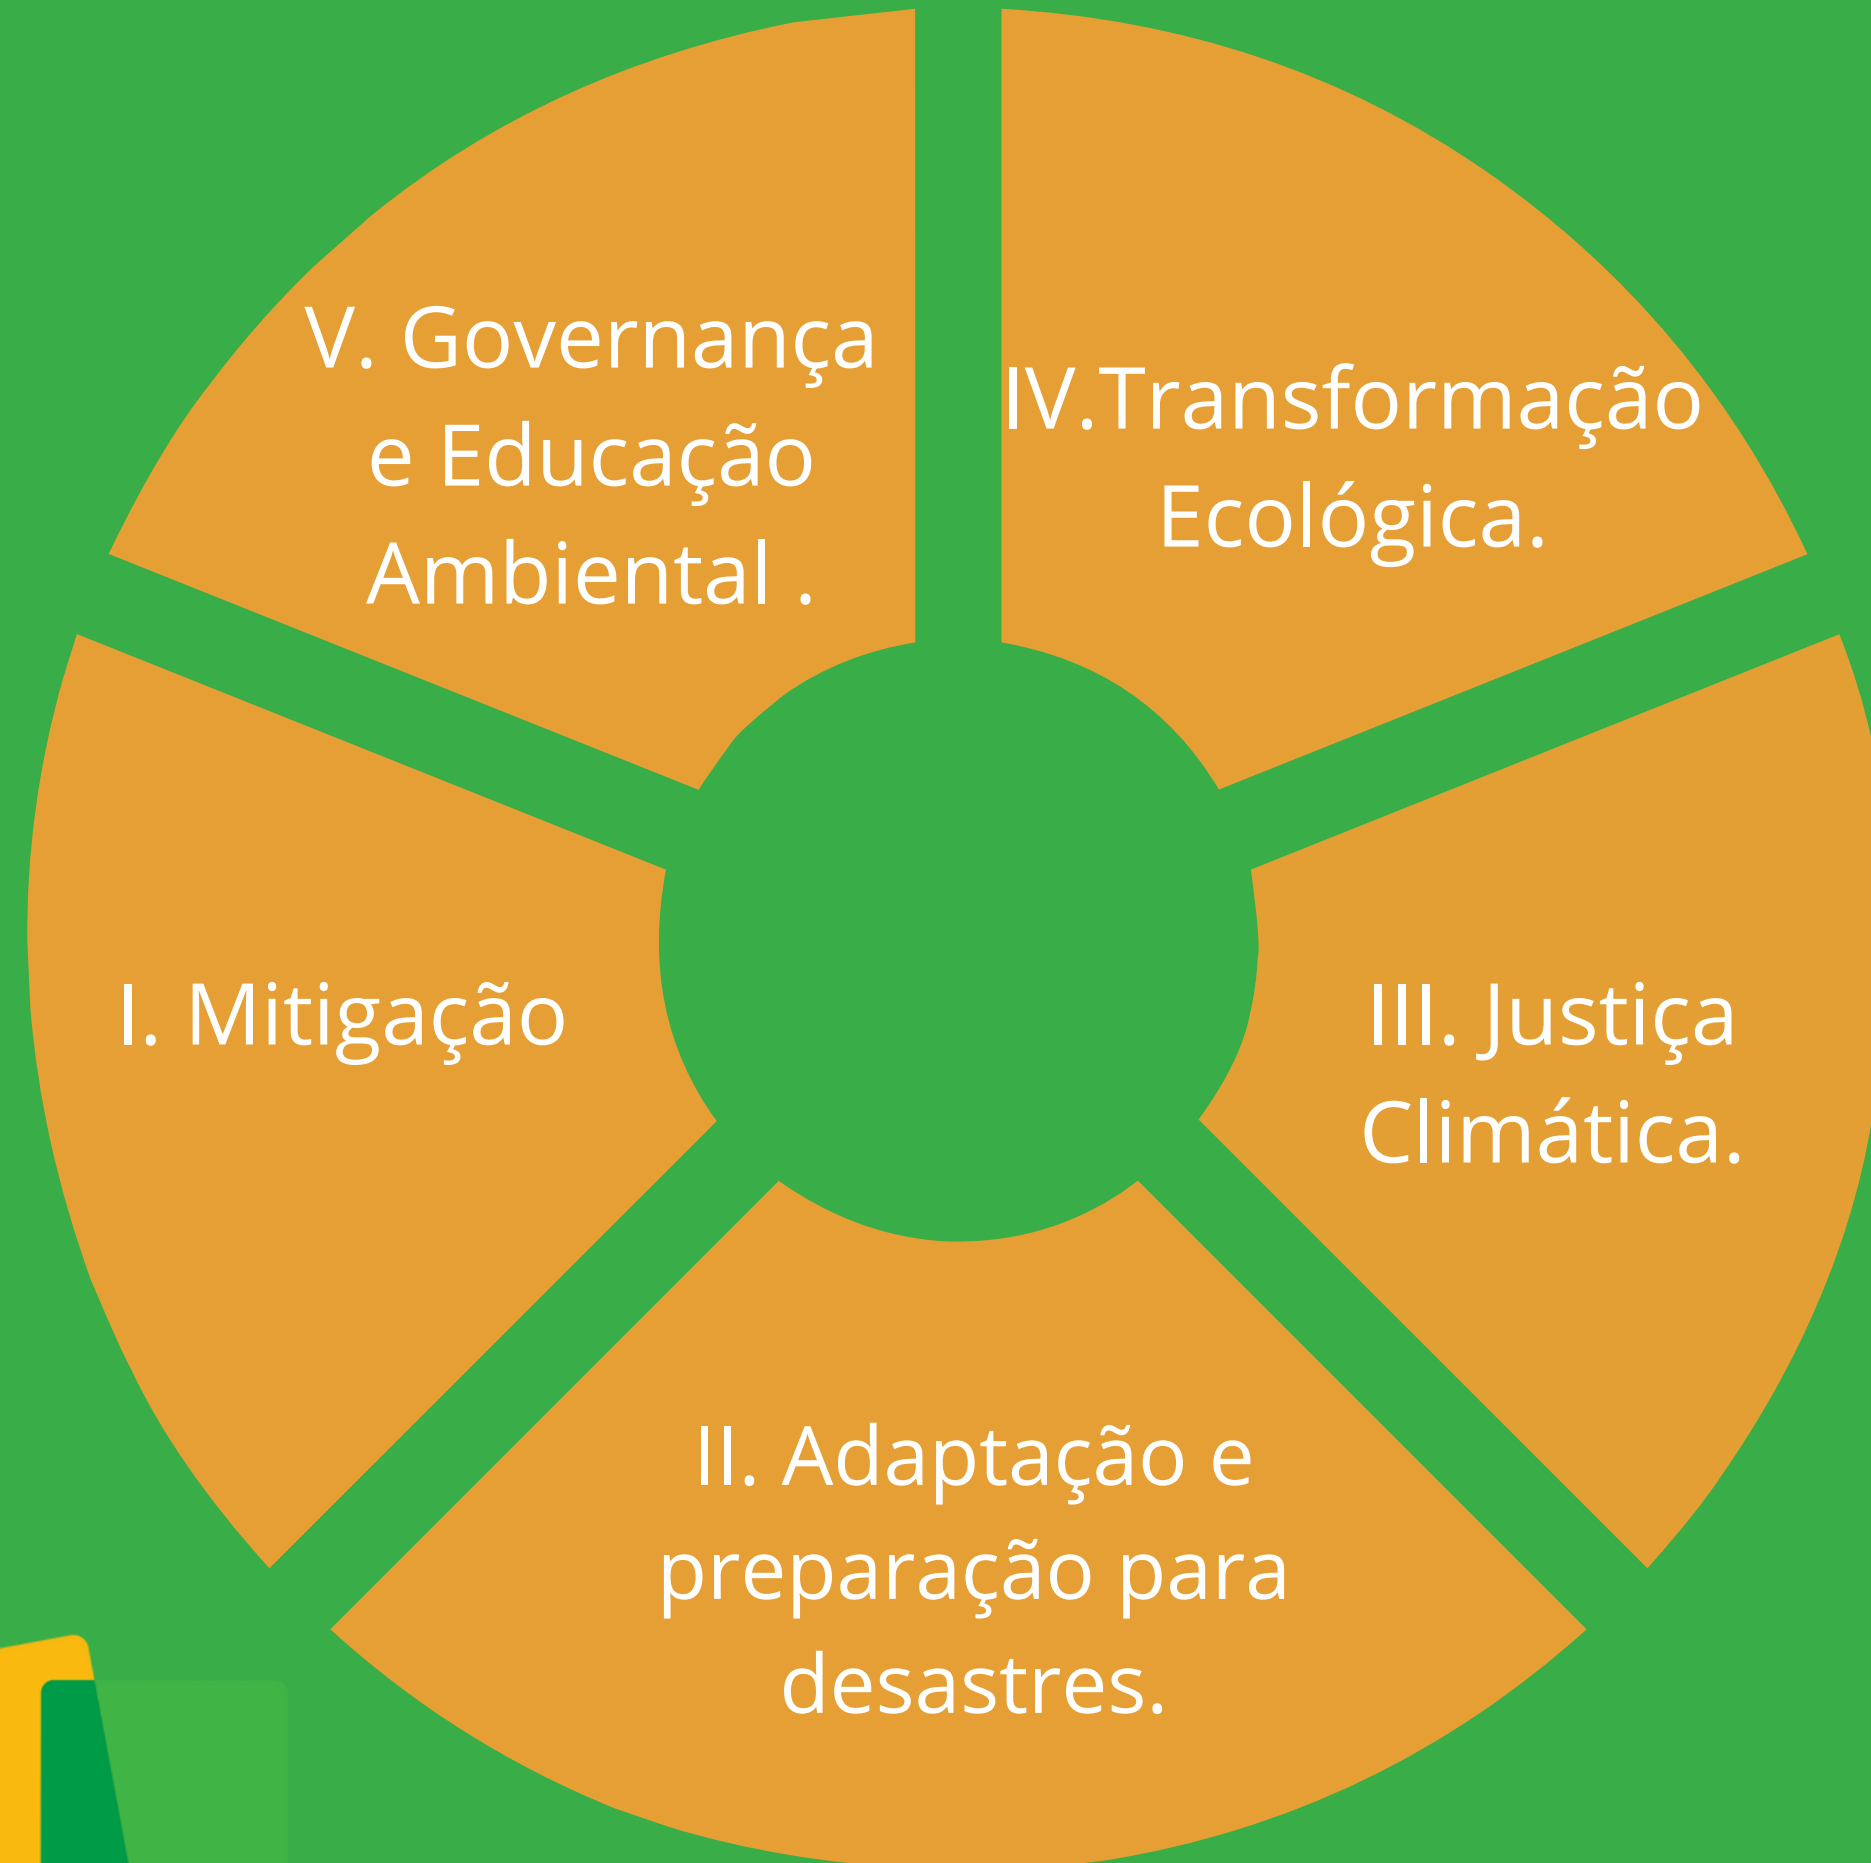 V. Governança
e Educação
Ambiental .
IV.Transformação
Ecológica.
I. Mitigação
III. Justiça
Climática.
II. Adaptação e
preparação para
desastres.